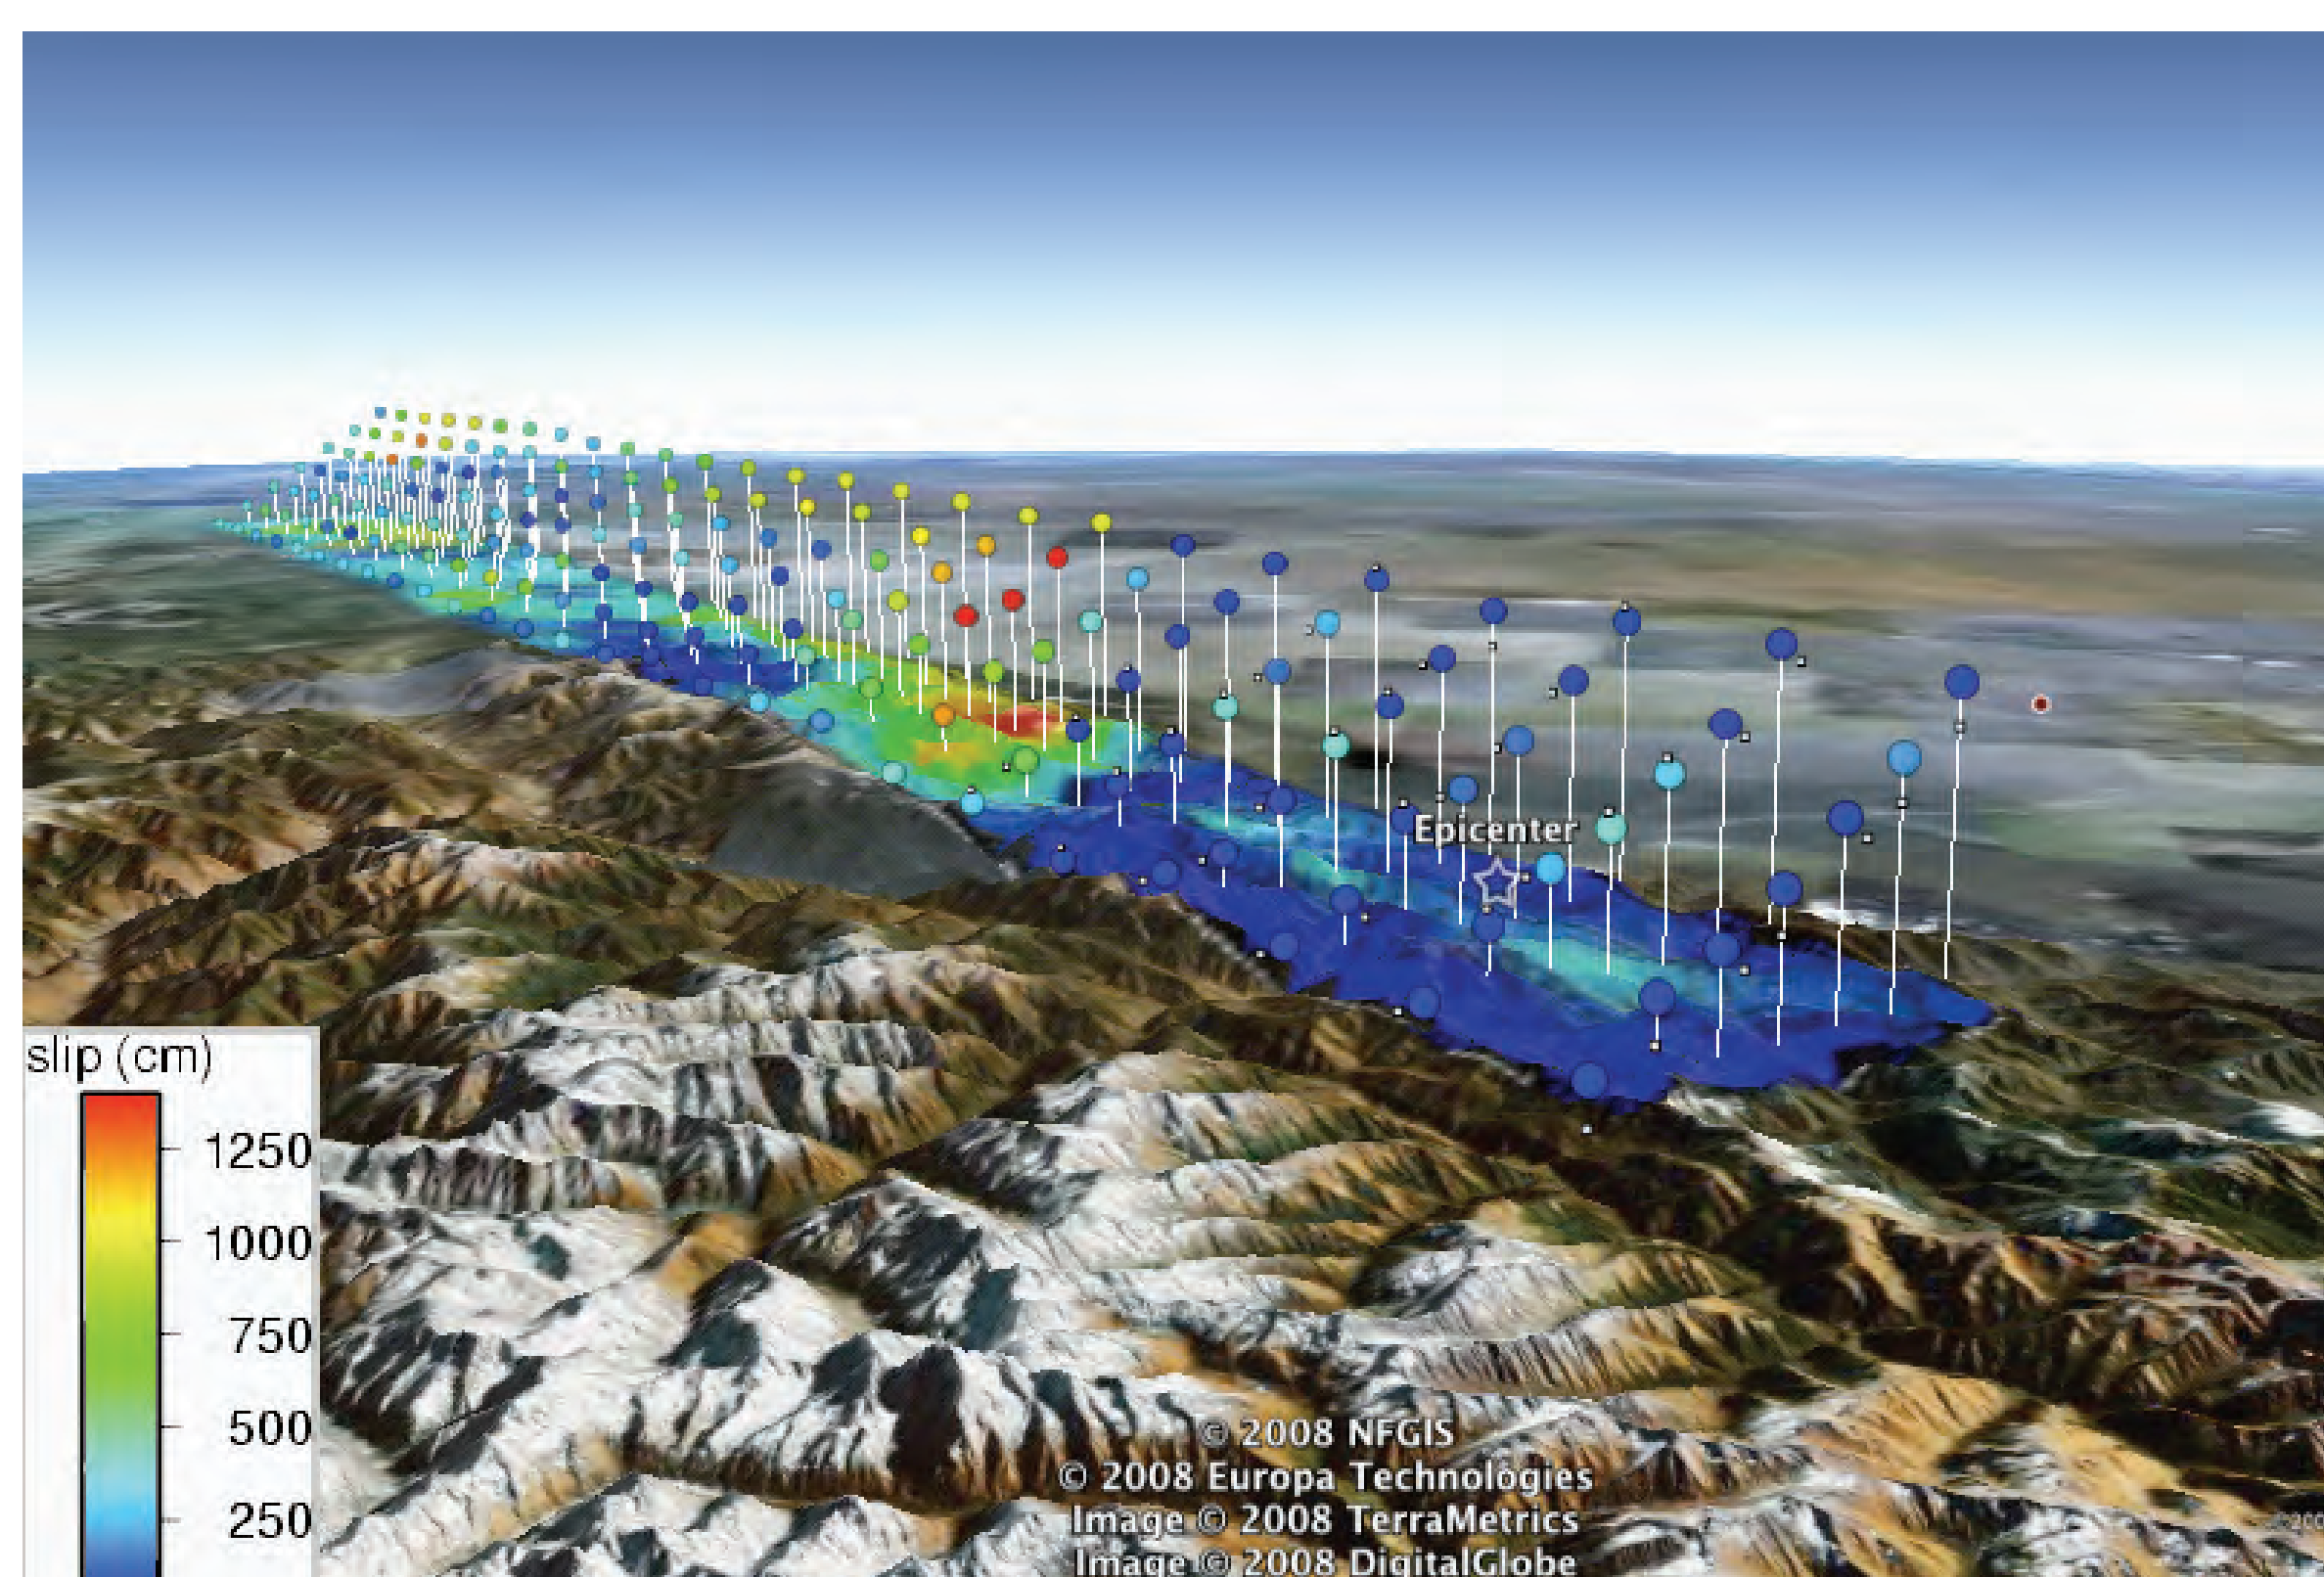 Epicenter
slip (cm)
1250
1000
750
500
250
© 2008 NFGIS
© 2008 Europa Technologies
Image © 2008 TerraMetrics
Image © 2008 DigitalGlobe